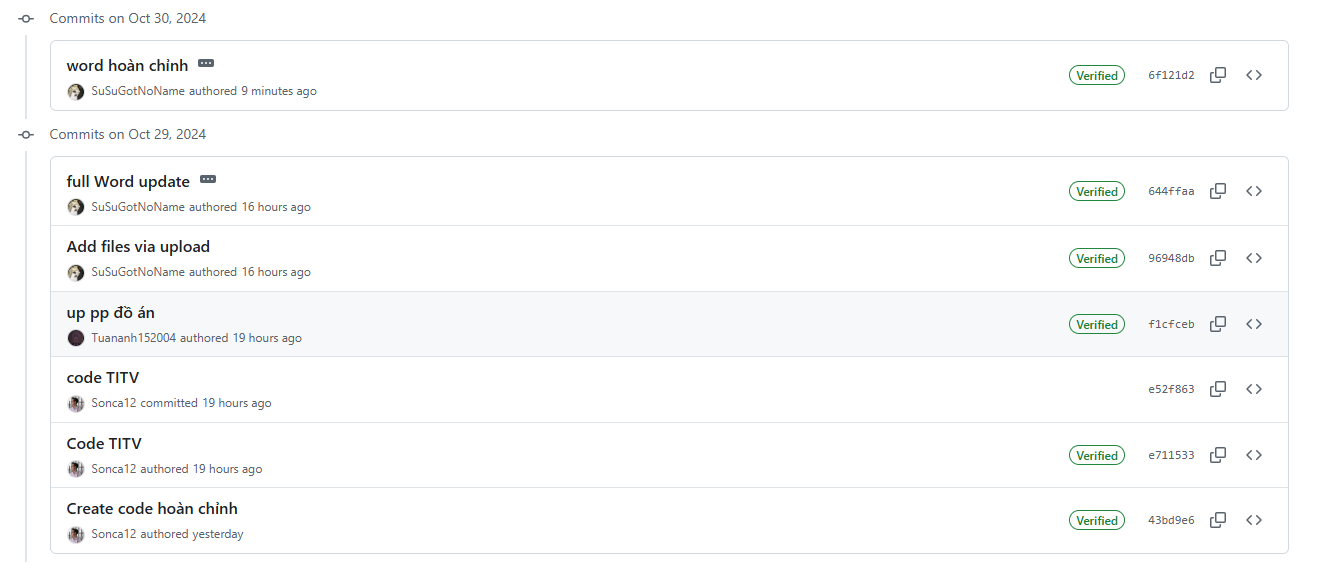 Commits on Oct 30, 2024
word hoàn chỉnh
Verified 6f121d2
SuSuGotNoName authored 9 minutes ago
Commits on Oct 29, 2024
full Word update
Verified 644ffaa
SuSuGotNoName authored 16 hours ago
Add files via upload
Verified 96948db
SuSuGotNoName authored 16 hours ago
up pp đồ án
Verified f1cfceb
Tuananh152004 authored 19 hours ago
code TITV
e52f863
Sonca12 committed 19 hours ago
Code TITV
Verified e711533
Sonca12 authored 19 hours ago
Create code hoàn chỉnh
Verified 43bd9e6
Sonca12 authored yesterday